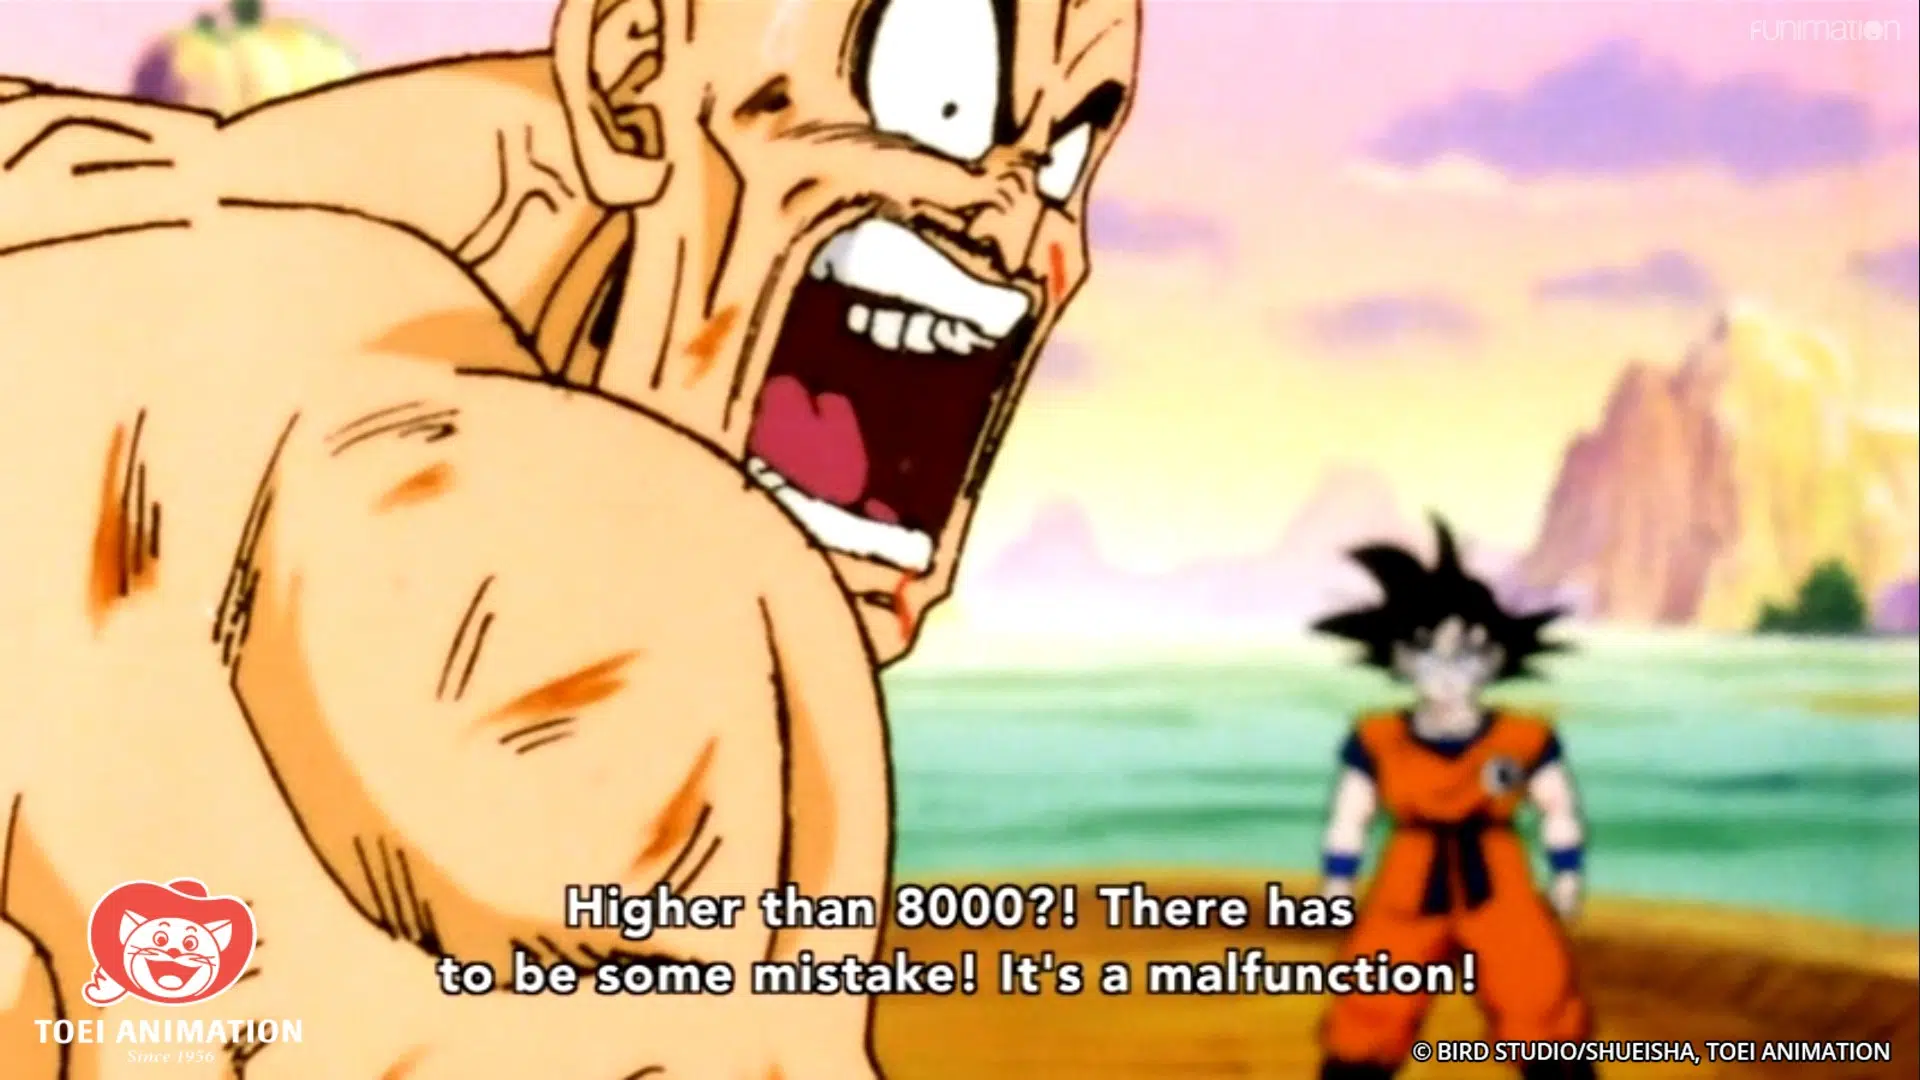 FUNIMATION
Higher than 8000?! There has
to be some mistake! It's a malfunction!
TOEI ANIMATION
Since 1956
© BIRD STUDIO/SHUEISHA, TOEI ANIMATION